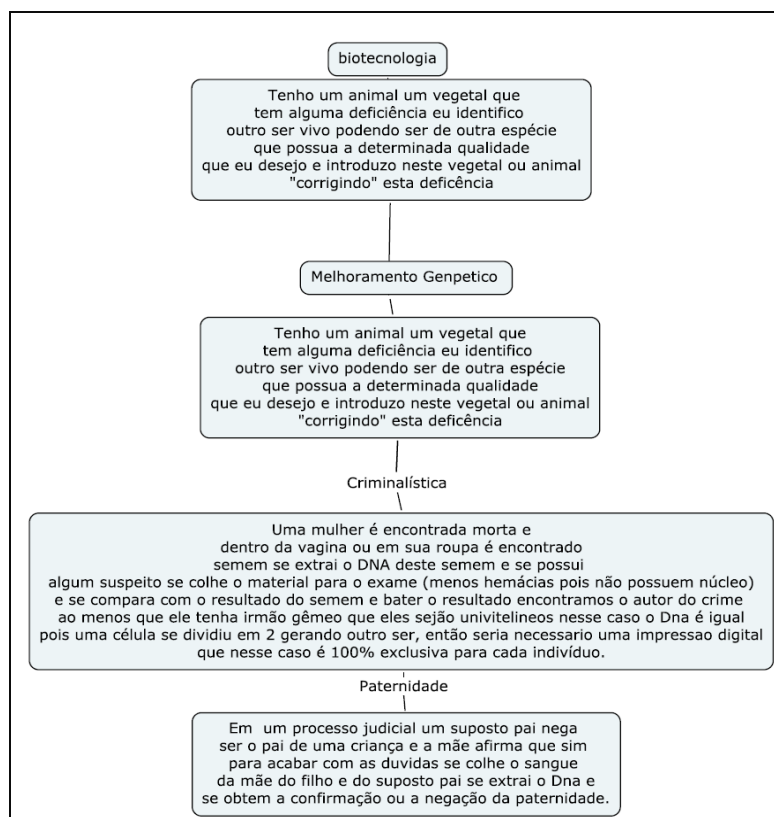 biotecnologia
Tenho um animal um vegetal que
tem alguma deficiência eu identifico
outro ser vivo podendo ser de outra espécie
que possua a determinada qualidade
que eu desejo e introduzo neste vegetal ou animal
"corrigindo" esta deficência
Melhoramento Genpetico
Tenho um animal um vegetal que
tem alguma deficiência eu identifico
outro ser vivo podendo ser de outra espécie
que possua a determinada qualidade
que eu desejo e introduzo neste vegetal ou animal
"corrigindo" esta deficência
Criminalística
Uma mulher é encontrada morta e
dentro da vagina ou em sua roupa é encontrado
semem se extrai o DNA deste semem e se possui
algum suspeito se colhe o material para o exame (menos hemácias pois não possuem núcleo)
e se compara com o resultado do semem e bater o resultado encontramos o autor do crime
ao menos que ele tenha irmão gêmeo que eles sejão univitelineos nesse caso o Dna é igual
pois uma célula se dividiu em 2 gerando outro ser, então seria necessario uma impressao digital
que nesse caso é 100% exclusiva para cada indivíduo.
Paternidade
Em um processo judicial um suposto pai nega
ser o pai de uma criança e a mãe afirma que sim
para acabar com as duvidas se colhe o sangue
da mãe do filho e do suposto pai se extrai o Dna e
se obtem a confirmação ou a negação da paternidade.